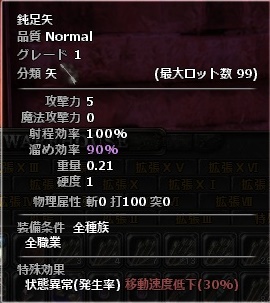 鈍足矢
品質 Normal
グレード 1
分類 矢 (最大ロット数 99)
攻撃力 5
魔法攻撃力 0
射程効率 100%
溜め効率 90%
重量 0.21
硬度 1
物理属性 斬0 打100 突0
装備条件 全種族
全職業
特殊効果
状態異常(発生率) 移動速度低下(30%)